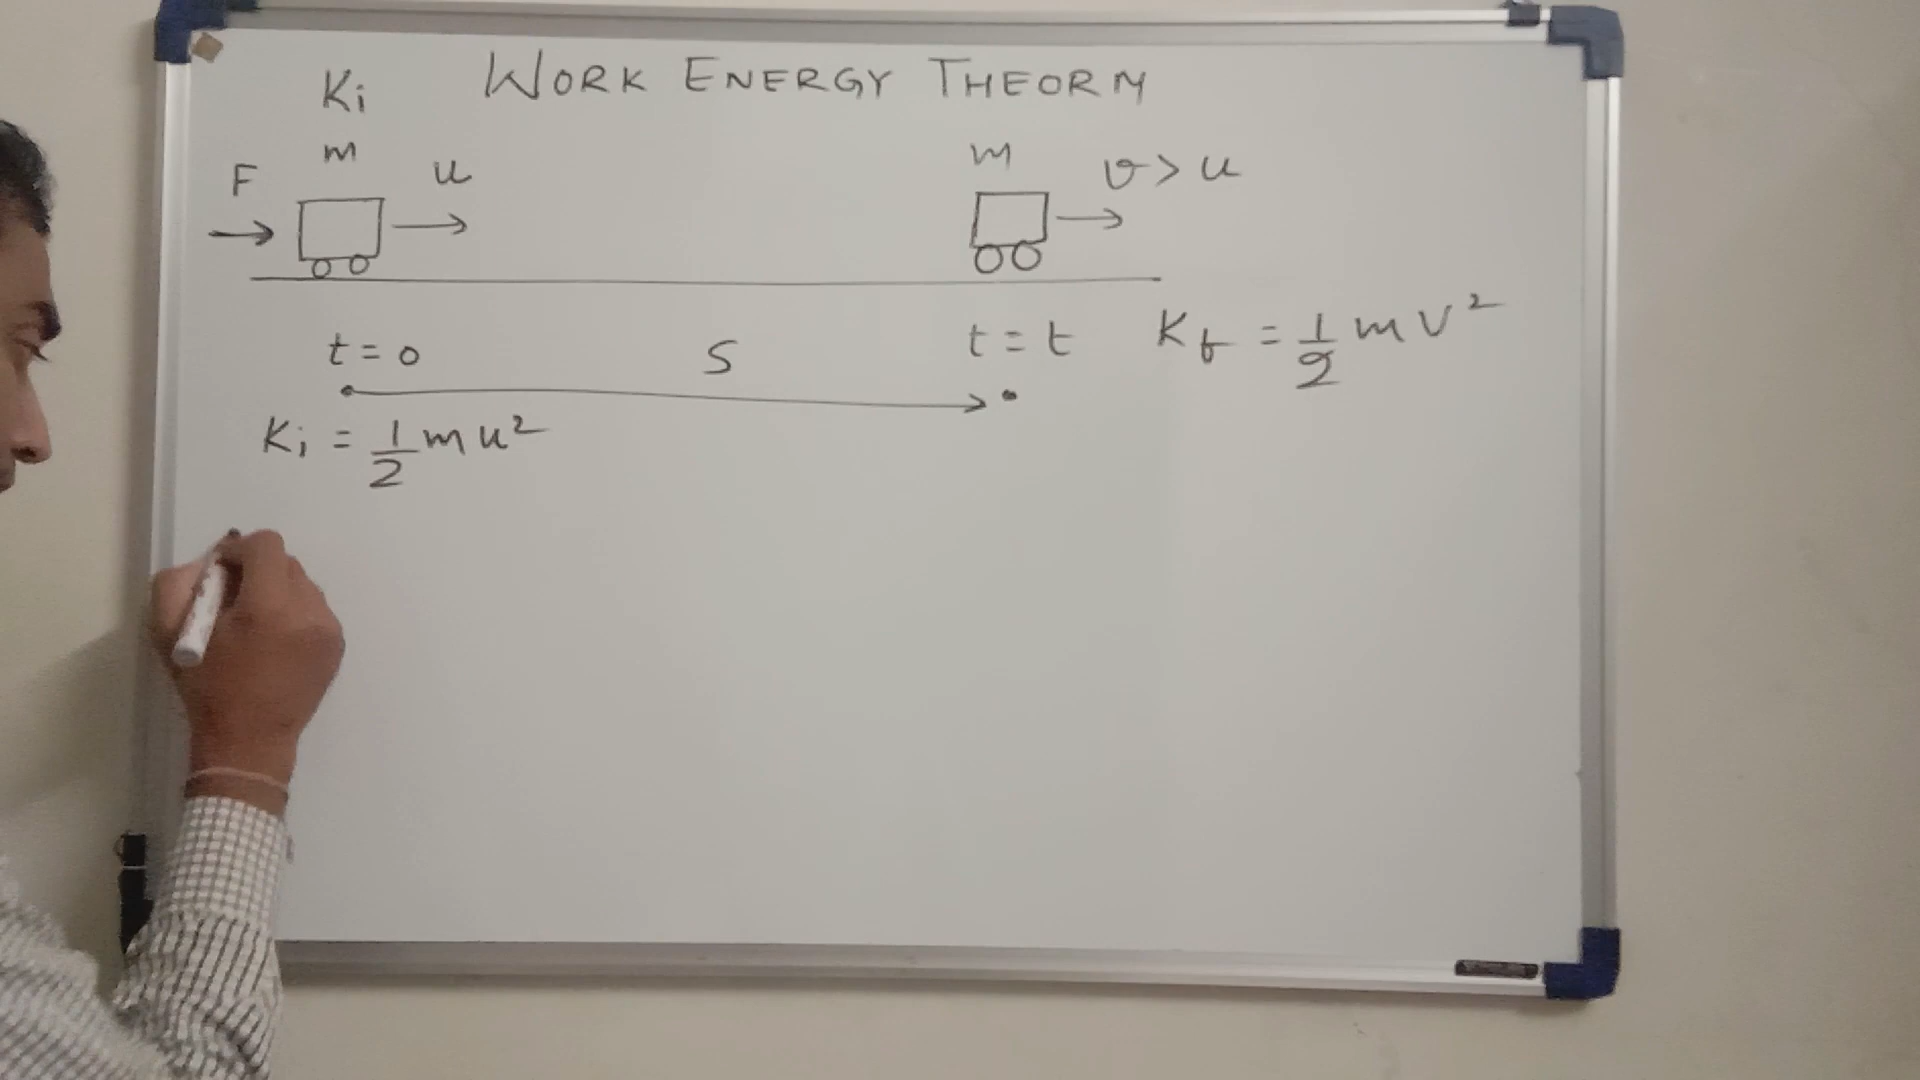 WORK ENERGY THEORM
Ki
m
F
u
m
v > u
t = 0
S
t = t
Kf = 1/2 mv²
Ki = 1/2 mu²